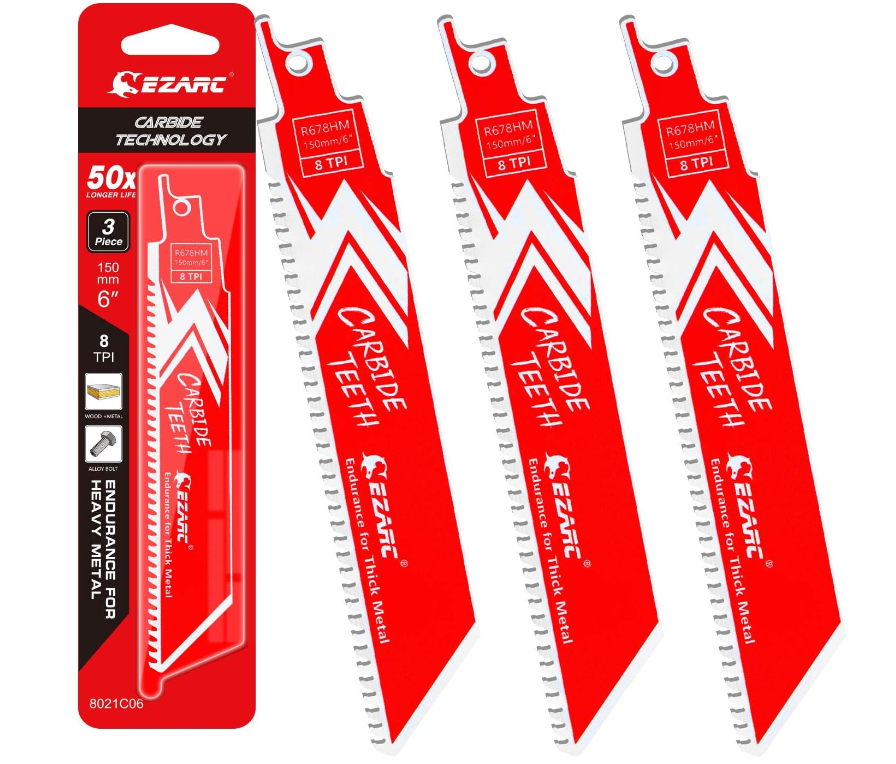 EZARC®
CARBIDE
TECHNOLOGY
50x
LONGER LIFE
3
Piece
150
mm
6″
8
TPI
WOOD +METAL
ALLOY BOLT
ENDURANCE FOR
HEAVY METAL
8021C06
R678HM
150mm/6"
8 TPI
CARBIDE
TEETH
EZARC
Endurance for Thick Metal
R678HM
150mm/6"
8 TPI
CARBIDE
TEETH
EZARC®
Endurance for Thick Metal
R678HM
150mm/6"
8 TPI
CARBIDE
TEETH
EZARC®
Endurance for Thick Metal
R678HM
150mm/6"
8 TPI
CARBIDE
TEETH
EZARC®
Endurance for Thick Metal